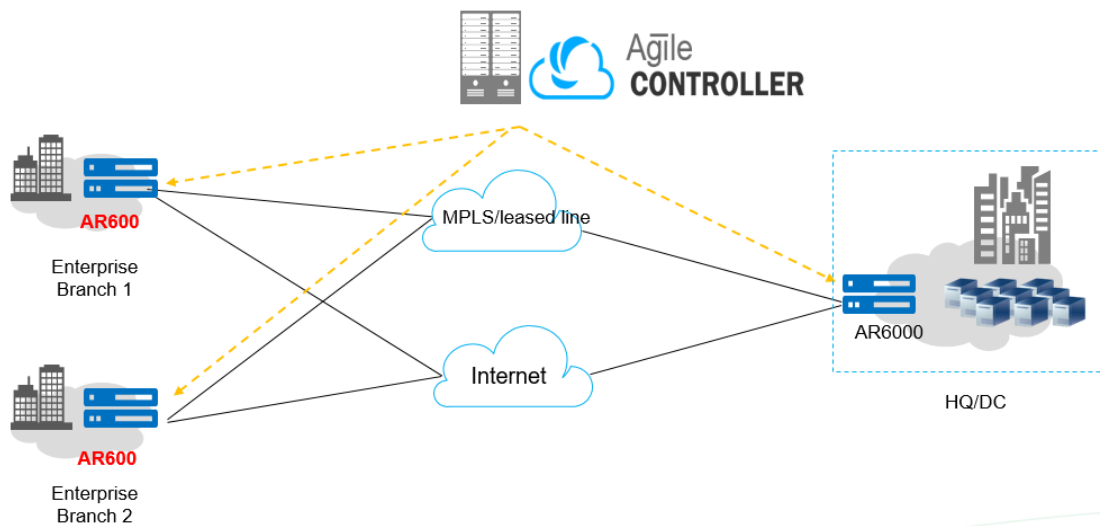 Agile
CONTROLLER
AR600
Enterprise
Branch 1
MPLS/leased line
AR6000
HQ/DC
Internet
AR600
Enterprise
Branch 2